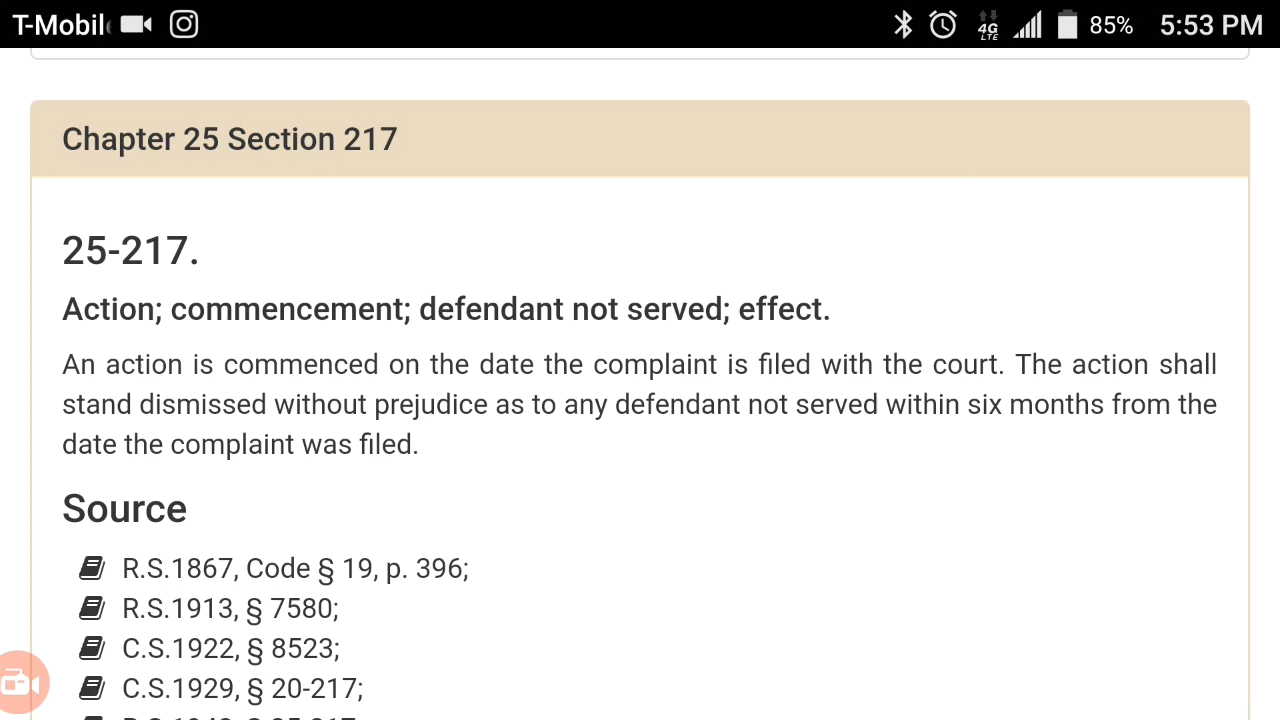 T-Mobil
4G
LTE
85%
5:53 PM
Chapter 25 Section 217
25-217.
Action; commencement; defendant not served; effect.
An action is commenced on the date the complaint is filed with the court. The action shall
stand dismissed without prejudice as to any defendant not served within six months from the
date the complaint was filed.
Source
R.S.1867, Code § 19, p. 396;
R.S.1913, § 7580;
C.S.1922, § 8523;
C.S.1929, § 20-217;